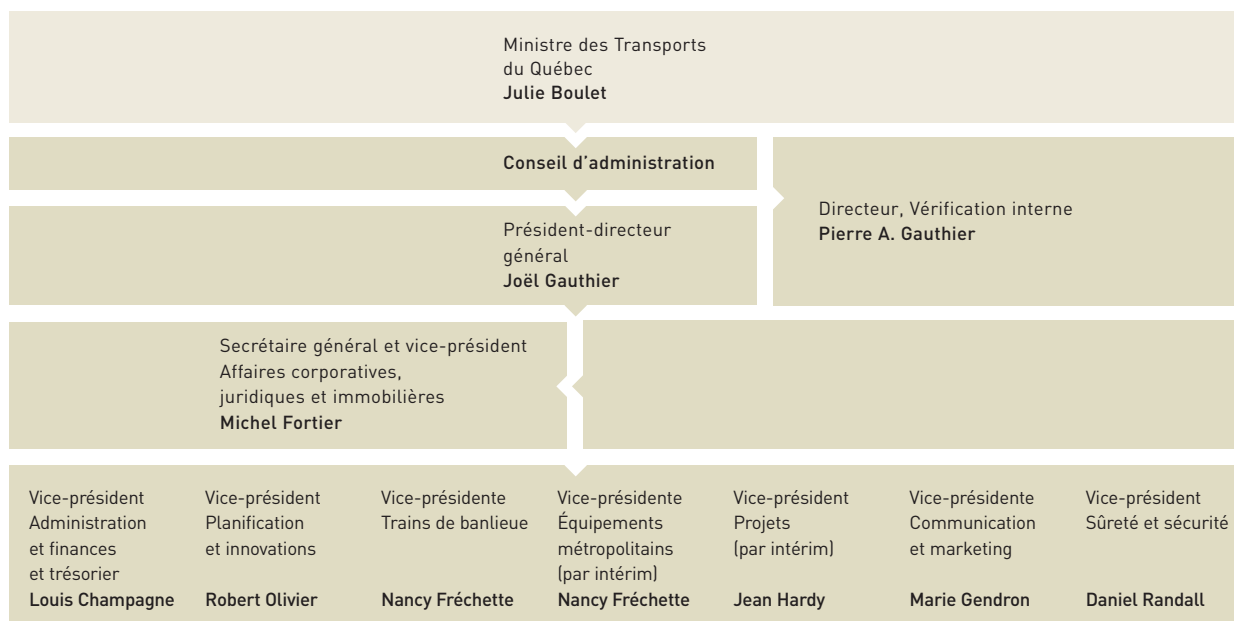 Ministre des Transports
du Québec
Julie Boulet
Conseil d'administration
Directeur, Vérification interne
Pierre A. Gauthier
Président-directeur
général
Joël Gauthier
Secrétaire général et vice-président
Affaires corporatives,
juridiques et immobilières
Michel Fortier
Vice-président
Administration
et finances
et trésorier
Louis Champagne
Vice-président
Planification
et innovations
Robert Olivier
Vice-présidente
Trains de banlieue
Nancy Fréchette
Vice-présidente
Équipements
métropolitains
(par intérim)
Nancy Fréchette
Vice-président
Projets
(par intérim)
Jean Hardy
Vice-présidente
Communication
et marketing
Marie Gendron
Vice-président
Sûreté et sécurité
Daniel Randall